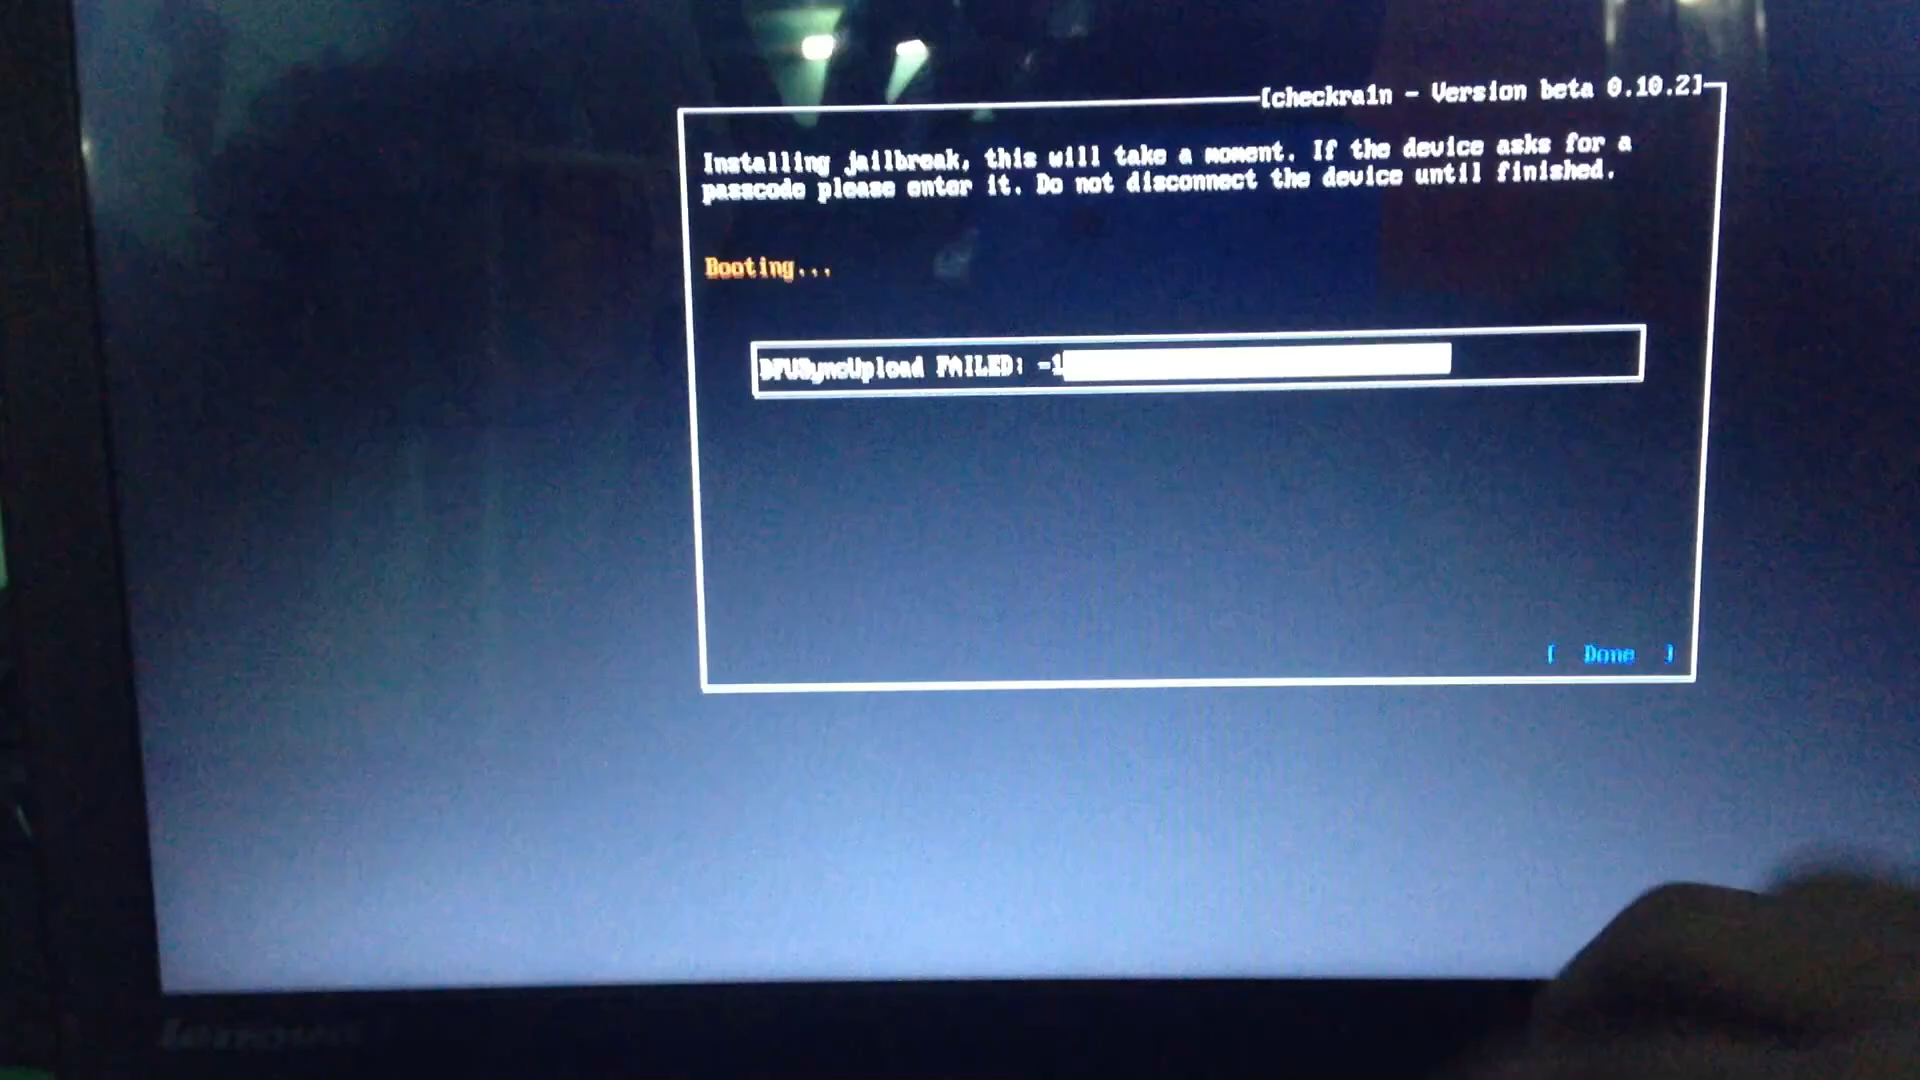 [checkra1n - Version beta 0.10.2]
Installing jailbreak, this will take a moment. If the device asks for a
passcode please enter it. Do not disconnect the device until finished.
Booting...
DFUSyncUpload FAILED: -1
[ Done ]
lenovo